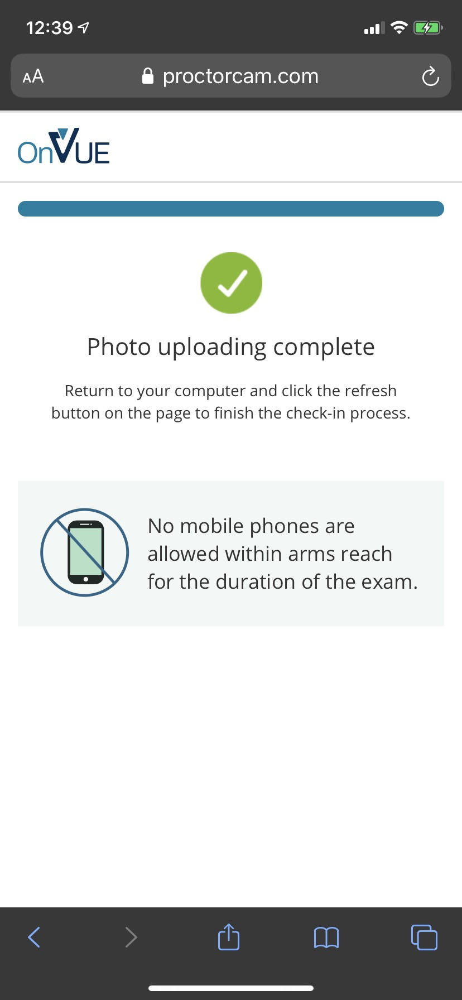 12:39
AA proctorcam.com
OnVUE
Photo uploading complete
Return to your computer and click the refresh
button on the page to finish the check-in process.
No mobile phones are
allowed within arms reach
for the duration of the exam.